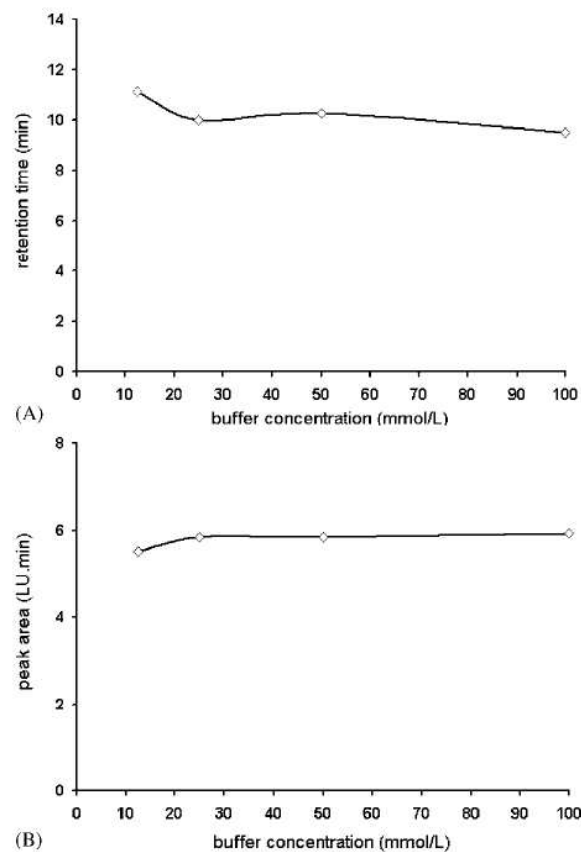 14
12
10
8
6
4
2
0
retention time (min)
0 10 20 30 40 50 60 70 80 90 100
buffer concentration (mmol/L)
(A)
8
6
4
2
0
peak area (LU.min)
0 10 20 30 40 50 60 70 80 90 100
buffer concentration (mmol/L)
(B)